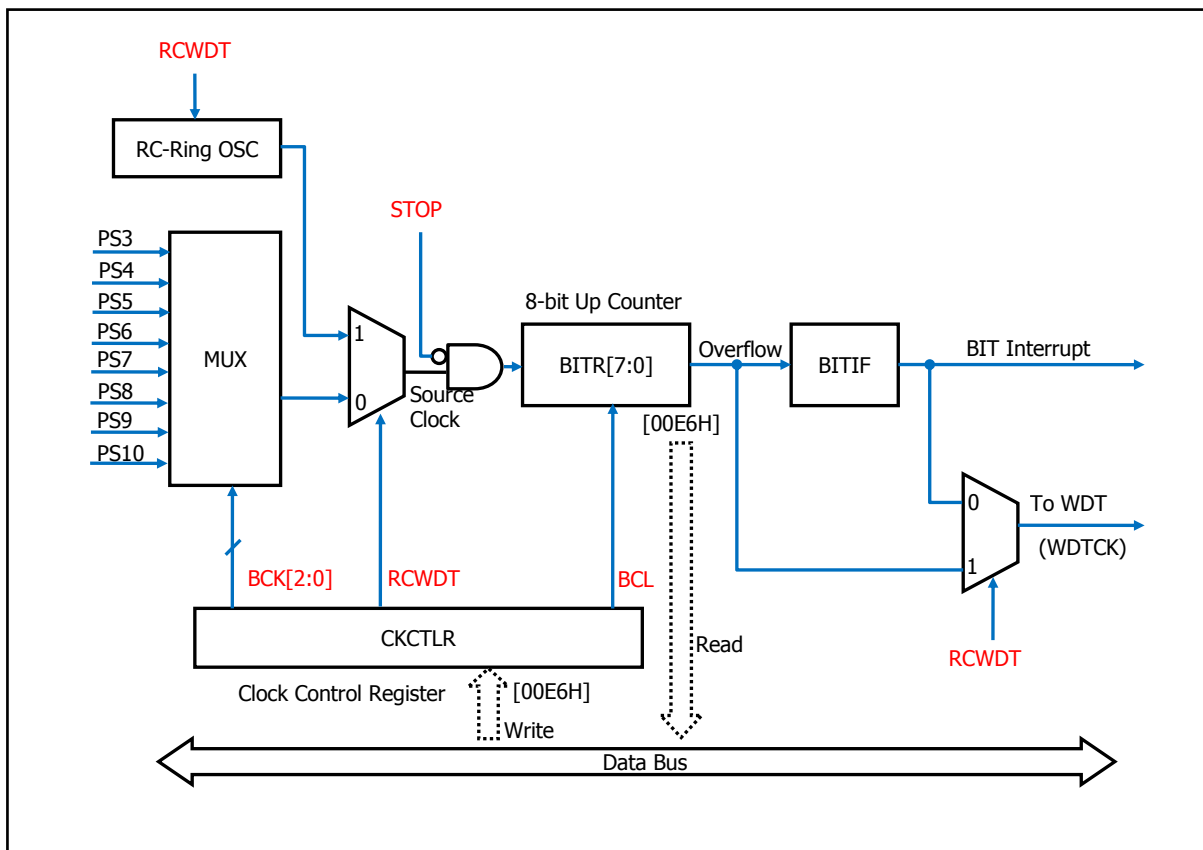 RCWDT
RC-Ring OSC
STOP
PS3
PS4
PS5
PS6
PS7
PS8
PS9
PS10
MUX
1
0
Source
Clock
8-bit Up Counter
BITR[7:0]
[00E6H]
Overflow
BITIF
BIT Interrupt
0
1
To WDT
(WDTCK)
RCWDT
BCK[2:0]
RCWDT
BCL
CKCTLR
Clock Control Register
[00E6H]
Write
Read
Data Bus